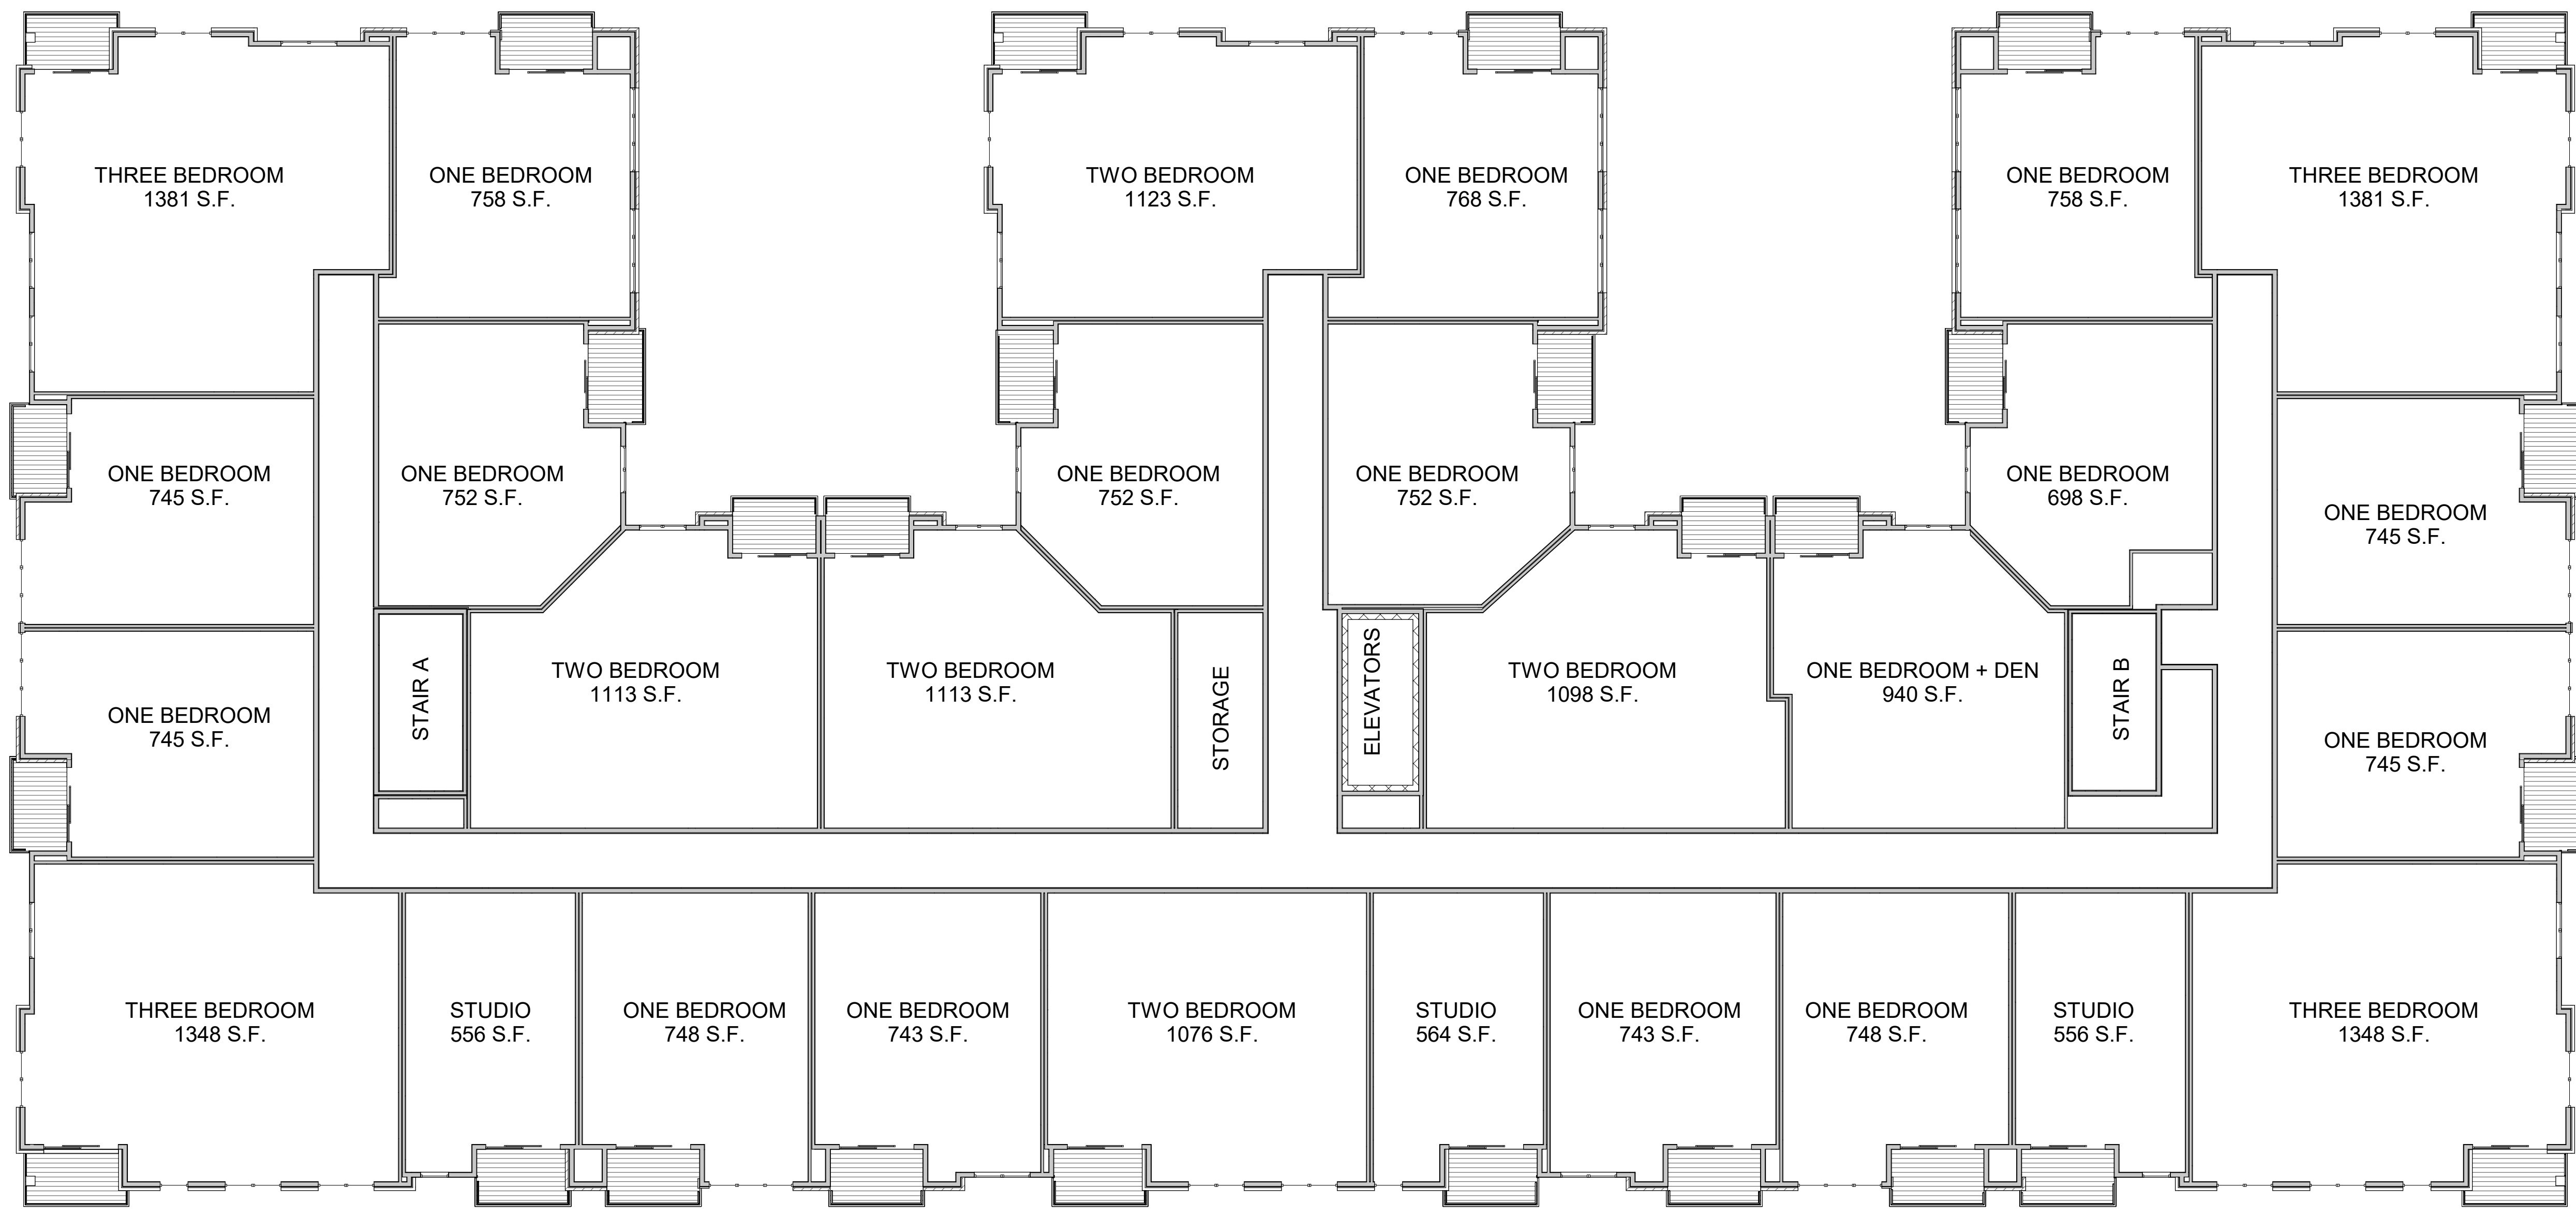 THREE BEDROOM
1381 S.F.
ONE BEDROOM
758 S.F.
TWO BEDROOM
1123 S.F.
ONE BEDROOM
768 S.F.
ONE BEDROOM
758 S.F.
THREE BEDROOM
1381 S.F.
ONE BEDROOM
745 S.F.
ONE BEDROOM
752 S.F.
ONE BEDROOM
752 S.F.
ONE BEDROOM
752 S.F.
ONE BEDROOM
698 S.F.
ONE BEDROOM
745 S.F.
ONE BEDROOM
745 S.F.
STAIR A
TWO BEDROOM
1113 S.F.
TWO BEDROOM
1113 S.F.
STORAGE
ELEVATORS
TWO BEDROOM
1098 S.F.
ONE BEDROOM + DEN
940 S.F.
STAIR B
ONE BEDROOM
745 S.F.
THREE BEDROOM
1348 S.F.
STUDIO
556 S.F.
ONE BEDROOM
748 S.F.
ONE BEDROOM
743 S.F.
TWO BEDROOM
1076 S.F.
STUDIO
564 S.F.
ONE BEDROOM
743 S.F.
ONE BEDROOM
748 S.F.
STUDIO
556 S.F.
THREE BEDROOM
1348 S.F.